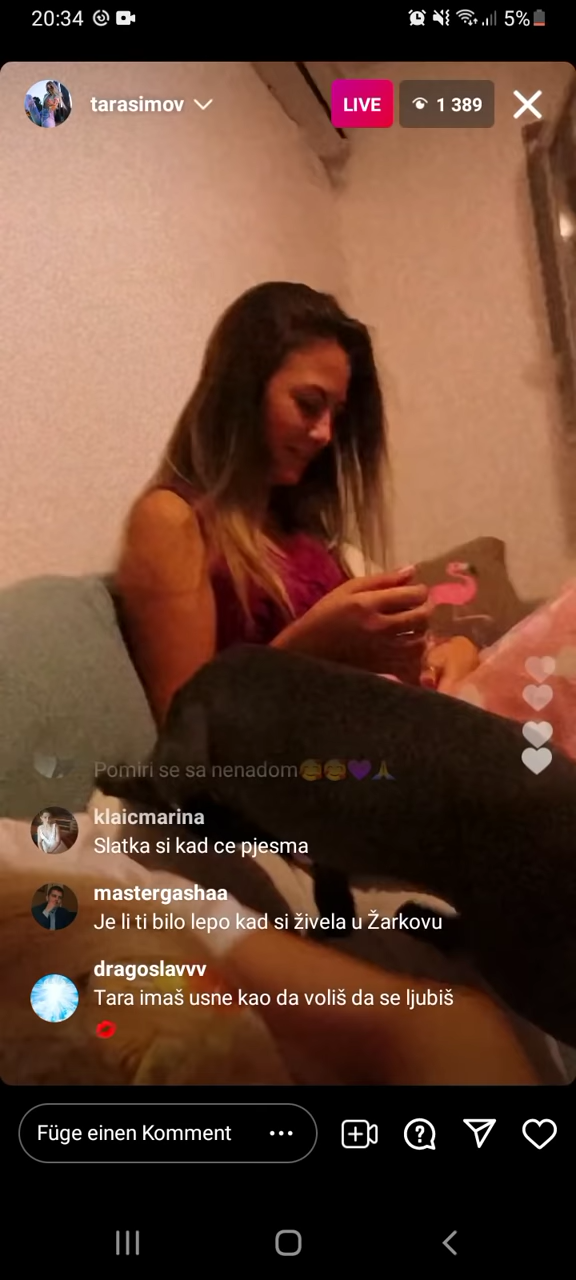 20:34
5%
tarasimov
LIVE
1 389
Pomiri se sa nenadom🥰🥰💜🙏
klaicmarina
Slatka si kad ce pjesma
mastergashaa
Je li ti bilo lepo kad si živela u Žarkovu
dragoslavvv
Tara imaš usne kao da voliš da se ljubiš
💋
Füge einen Komment